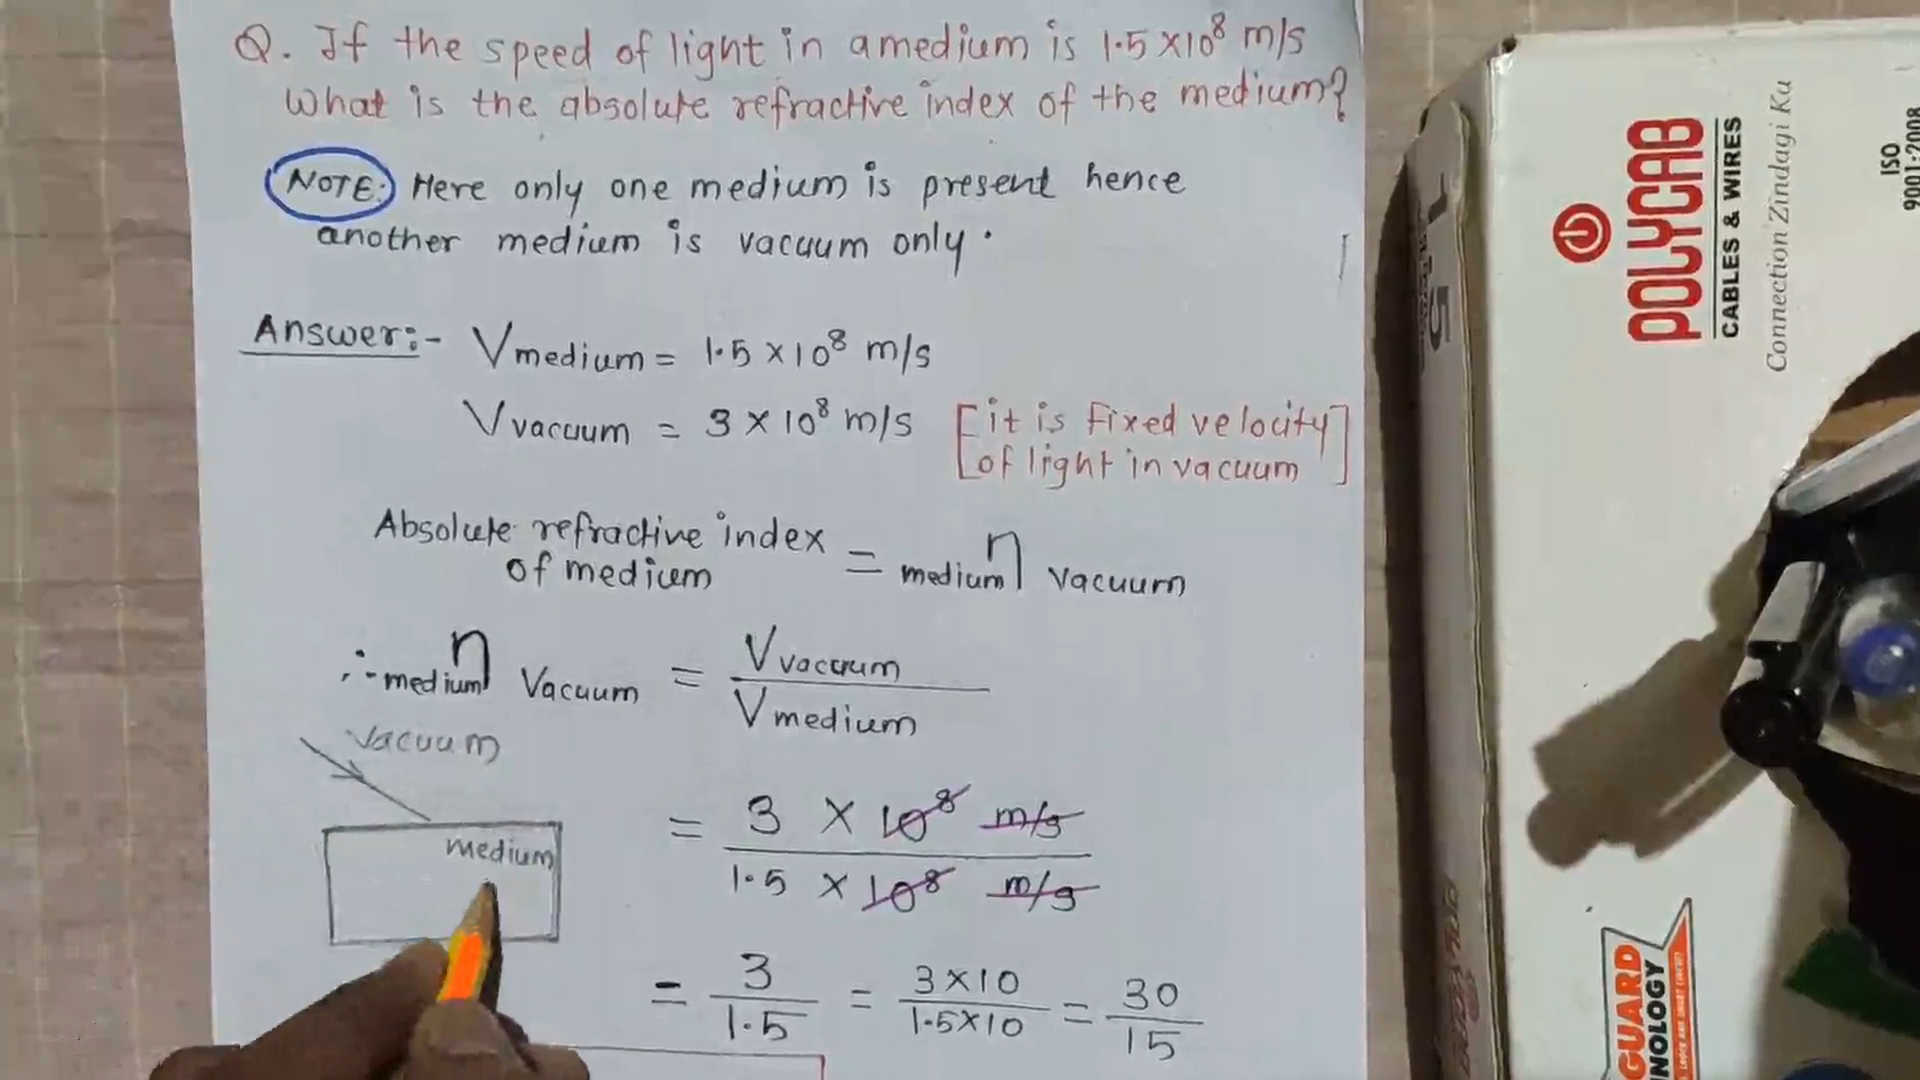 Q. If the speed of light in a medium is 1.5 × 10⁸ m/s
What is the absolute refractive index of the medium?
NOTE: Here only one medium is present hence
another medium is vacuum only.
Answer:- Vmedium = 1.5 × 10⁸ m/s
Vvacuum = 3 × 10⁸ m/s [it is fixed velocity
of light in vacuum]
Absolute refractive index
of medium = medium n vacuum
∴ medium n Vacuum = Vvacuum / Vmedium
Vacuum
medium
= 3 × 10⁸ m/s / 1.5 × 10⁸ m/s
= 3 / 1.5 = 3×10 / 1.5×10 = 30 / 15
POLYCAB
CABLES & WIRES
Connection Zindagi Ka
ISO
9001:2008
1.5
GUARD
NOLOGY